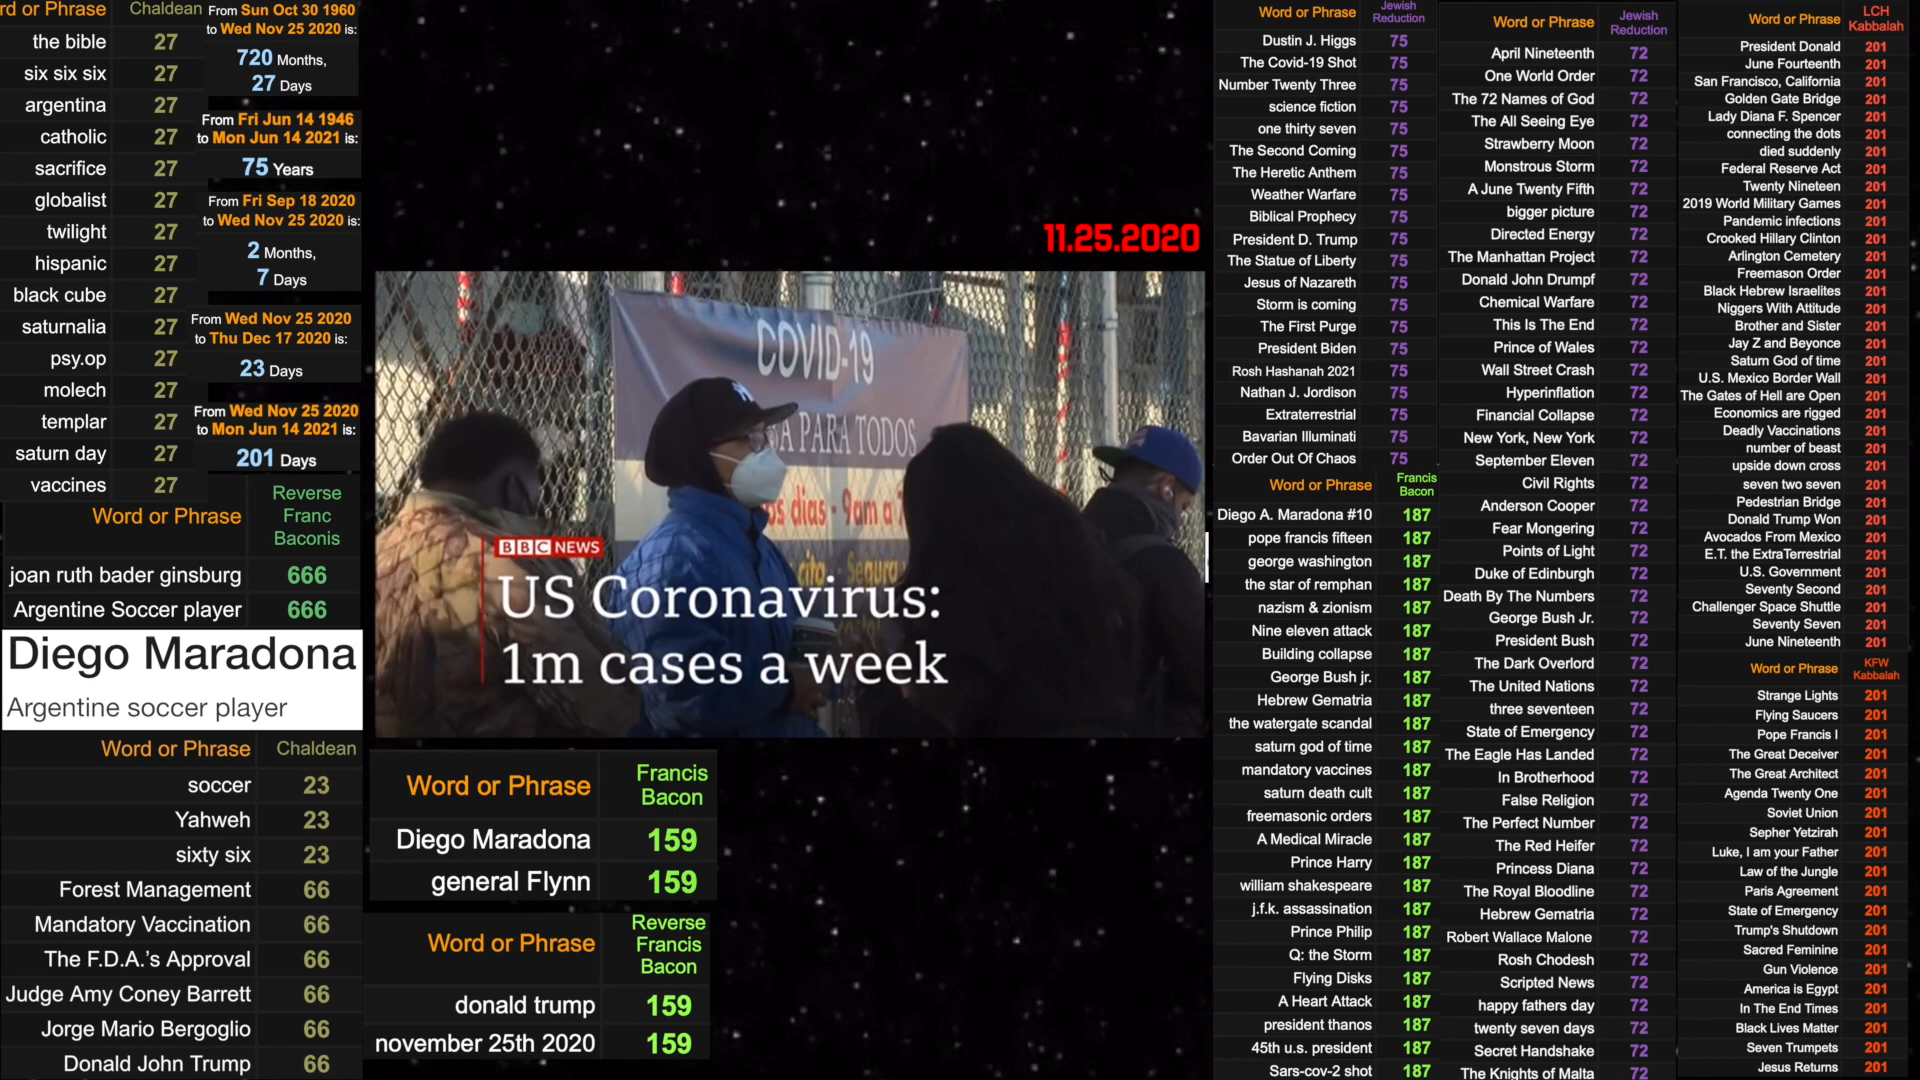 rd or Phrase Chaldean
the bible 27
six six six 27
argentina 27
catholic 27
sacrifice 27
globalist 27
twilight 27
hispanic 27
black cube 27
saturnalia 27
psy.op 27
molech 27
templar 27
saturn day 27
vaccines 27
From Sun Oct 30 1960
to Wed Nov 25 2020 is:
720 Months,
27 Days
From Fri Jun 14 1946
to Mon Jun 14 2021 is:
75 Years
From Fri Sep 18 2020
to Wed Nov 25 2020 is:
2 Months,
7 Days
From Wed Nov 25 2020
to Thu Dec 17 2020 is:
23 Days
From Wed Nov 25 2020
to Mon Jun 14 2021 is:
201 Days
Word or Phrase Reverse Franc Baconis
joan ruth bader ginsburg 666
Argentine Soccer player 666
Diego Maradona
Argentine soccer player
Word or Phrase Chaldean
soccer 23
Yahweh 23
sixty six 23
Forest Management 66
Mandatory Vaccination 66
The F.D.A.'s Approval 66
Judge Amy Coney Barrett 66
Jorge Mario Bergoglio 66
Donald John Trump 66
11.25.2020
COVID-19
A PARA TODOS
os dias - 9am a 7
cita - Segura
BBC NEWS
US Coronavirus:
1m cases a week
Word or Phrase Francis Bacon
Diego Maradona 159
general Flynn 159
Word or Phrase Reverse Francis Bacon
donald trump 159
november 25th 2020 159
Word or Phrase Jewish Reduction
Dustin J. Higgs 75
The Covid-19 Shot 75
Number Twenty Three 75
science fiction 75
one thirty seven 75
The Second Coming 75
The Heretic Anthem 75
Weather Warfare 75
Biblical Prophecy 75
President D. Trump 75
The Statue of Liberty 75
Jesus of Nazareth 75
Storm is coming 75
The First Purge 75
President Biden 75
Rosh Hashanah 2021 75
Nathan J. Jordison 75
Extraterrestrial 75
Bavarian Illuminati 75
Order Out Of Chaos 75
Word or Phrase Francis Bacon
Diego A. Maradona #10 187
pope francis fifteen 187
george washington 187
the star of remphan 187
nazism & zionism 187
Nine eleven attack 187
Building collapse 187
George Bush jr. 187
Hebrew Gematria 187
the watergate scandal 187
saturn god of time 187
mandatory vaccines 187
saturn death cult 187
freemasonic orders 187
A Medical Miracle 187
Prince Harry 187
william shakespeare 187
j.f.k. assassination 187
Prince Philip 187
Q: the Storm 187
Flying Disks 187
A Heart Attack 187
president thanos 187
45th u.s. president 187
Sars-cov-2 shot 187
Word or Phrase Jewish Reduction
April Nineteenth 72
One World Order 72
The 72 Names of God 72
The All Seeing Eye 72
Strawberry Moon 72
Monstrous Storm 72
A June Twenty Fifth 72
bigger picture 72
Directed Energy 72
The Manhattan Project 72
Donald John Drumpf 72
Chemical Warfare 72
This Is The End 72
Prince of Wales 72
Wall Street Crash 72
Hyperinflation 72
Financial Collapse 72
New York, New York 72
September Eleven 72
Civil Rights 72
Anderson Cooper 72
Fear Mongering 72
Points of Light 72
Duke of Edinburgh 72
Death By The Numbers 72
George Bush Jr. 72
President Bush 72
The Dark Overlord 72
The United Nations 72
three seventeen 72
State of Emergency 72
The Eagle Has Landed 72
In Brotherhood 72
False Religion 72
The Perfect Number 72
The Red Heifer 72
Princess Diana 72
The Royal Bloodline 72
Hebrew Gematria 72
Robert Wallace Malone 72
Rosh Chodesh 72
Scripted News 72
happy fathers day 72
twenty seven days 72
Secret Handshake 72
The Knights of Malta 72
Word or Phrase LCH Kabbalah
President Donald 201
June Fourteenth 201
San Francisco, California 201
Golden Gate Bridge 201
Lady Diana F. Spencer 201
connecting the dots 201
died suddenly 201
Federal Reserve Act 201
Twenty Nineteen 201
2019 World Military Games 201
Pandemic infections 201
Crooked Hillary Clinton 201
Arlington Cemetery 201
Freemason Order 201
Black Hebrew Israelites 201
Niggers With Attitude 201
Brother and Sister 201
Jay Z and Beyonce 201
Saturn God of time 201
U.S. Mexico Border Wall 201
The Gates of Hell are Open 201
Economics are rigged 201
Deadly Vaccinations 201
number of beast 201
upside down cross 201
seven two seven 201
Pedestrian Bridge 201
Donald Trump Won 201
Avocados From Mexico 201
E.T. the ExtraTerrestrial 201
U.S. Government 201
Seventy Second 201
Challenger Space Shuttle 201
Seventy Seven 201
June Nineteenth 201
Word or Phrase KFW Kabbalah
Strange Lights 201
Flying Saucers 201
Pope Francis I 201
The Great Deceiver 201
The Great Architect 201
Agenda Twenty One 201
Soviet Union 201
Sepher Yetzirah 201
Luke, I am your Father 201
Law of the Jungle 201
Paris Agreement 201
State of Emergency 201
Trump's Shutdown 201
Sacred Feminine 201
Gun Violence 201
America is Egypt 201
In The End Times 201
Black Lives Matter 201
Seven Trumpets 201
Jesus Returns 201